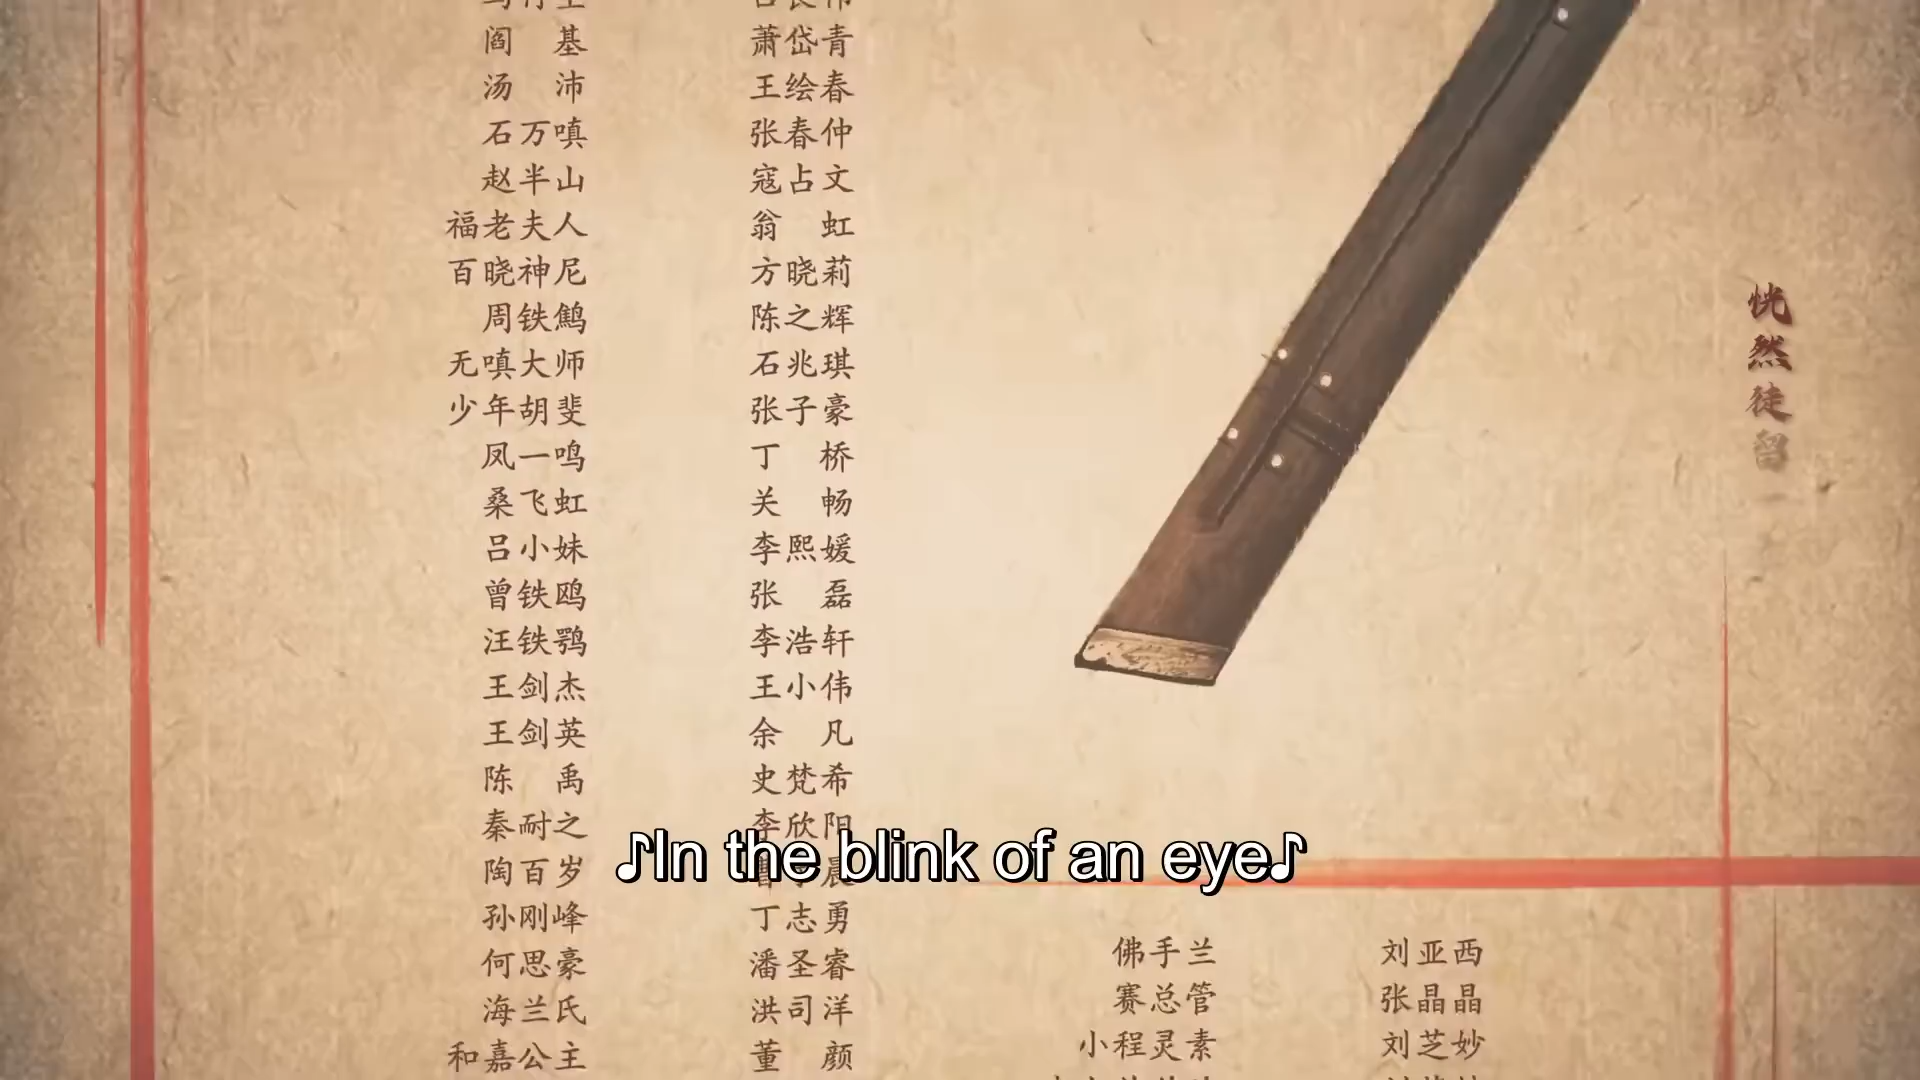 阎 基 萧岱青
汤 沛 王绘春
石万嗔 张春仲
赵半山 寇占文
福老夫人 翁 虹
百晓神尼 方晓莉
周铁鹪 陈之辉
无嗔大师 石兆琪
少年胡斐 张子豪
凤一鸣 丁 桥
桑飞虹 关 畅
吕小妹 李熙媛
曾铁鸥 张 磊
汪铁鹗 李浩轩
王剑杰 王小伟
王剑英 余 凡
陈 禹 史梵希
秦耐之 李欣阳
陶百岁
孙刚峰 丁志勇
何思豪 潘圣睿
海兰氏 洪司洋
和嘉公主 董 颜
♪In the blink of an eye♪
佛手兰 刘亚西
赛总管 张晶晶
小程灵素 刘芝妙
恍然徒留